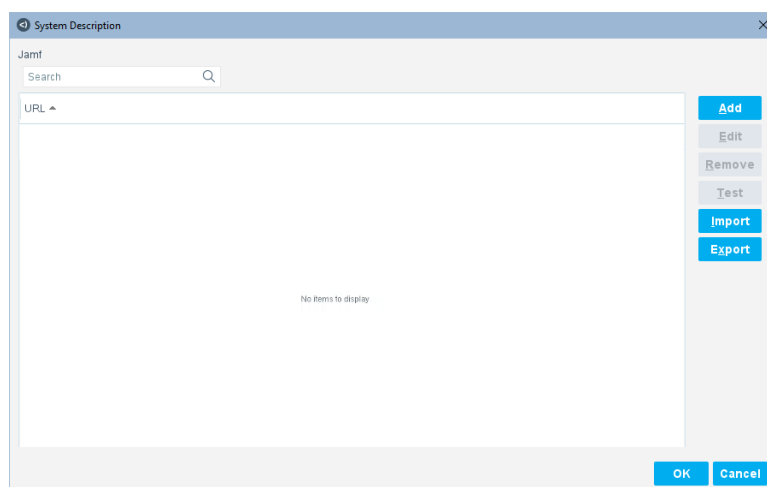 System Description
Jamf
Search
URL
Add
Edit
Remove
Test
Import
Export
No items to display
OK
Cancel